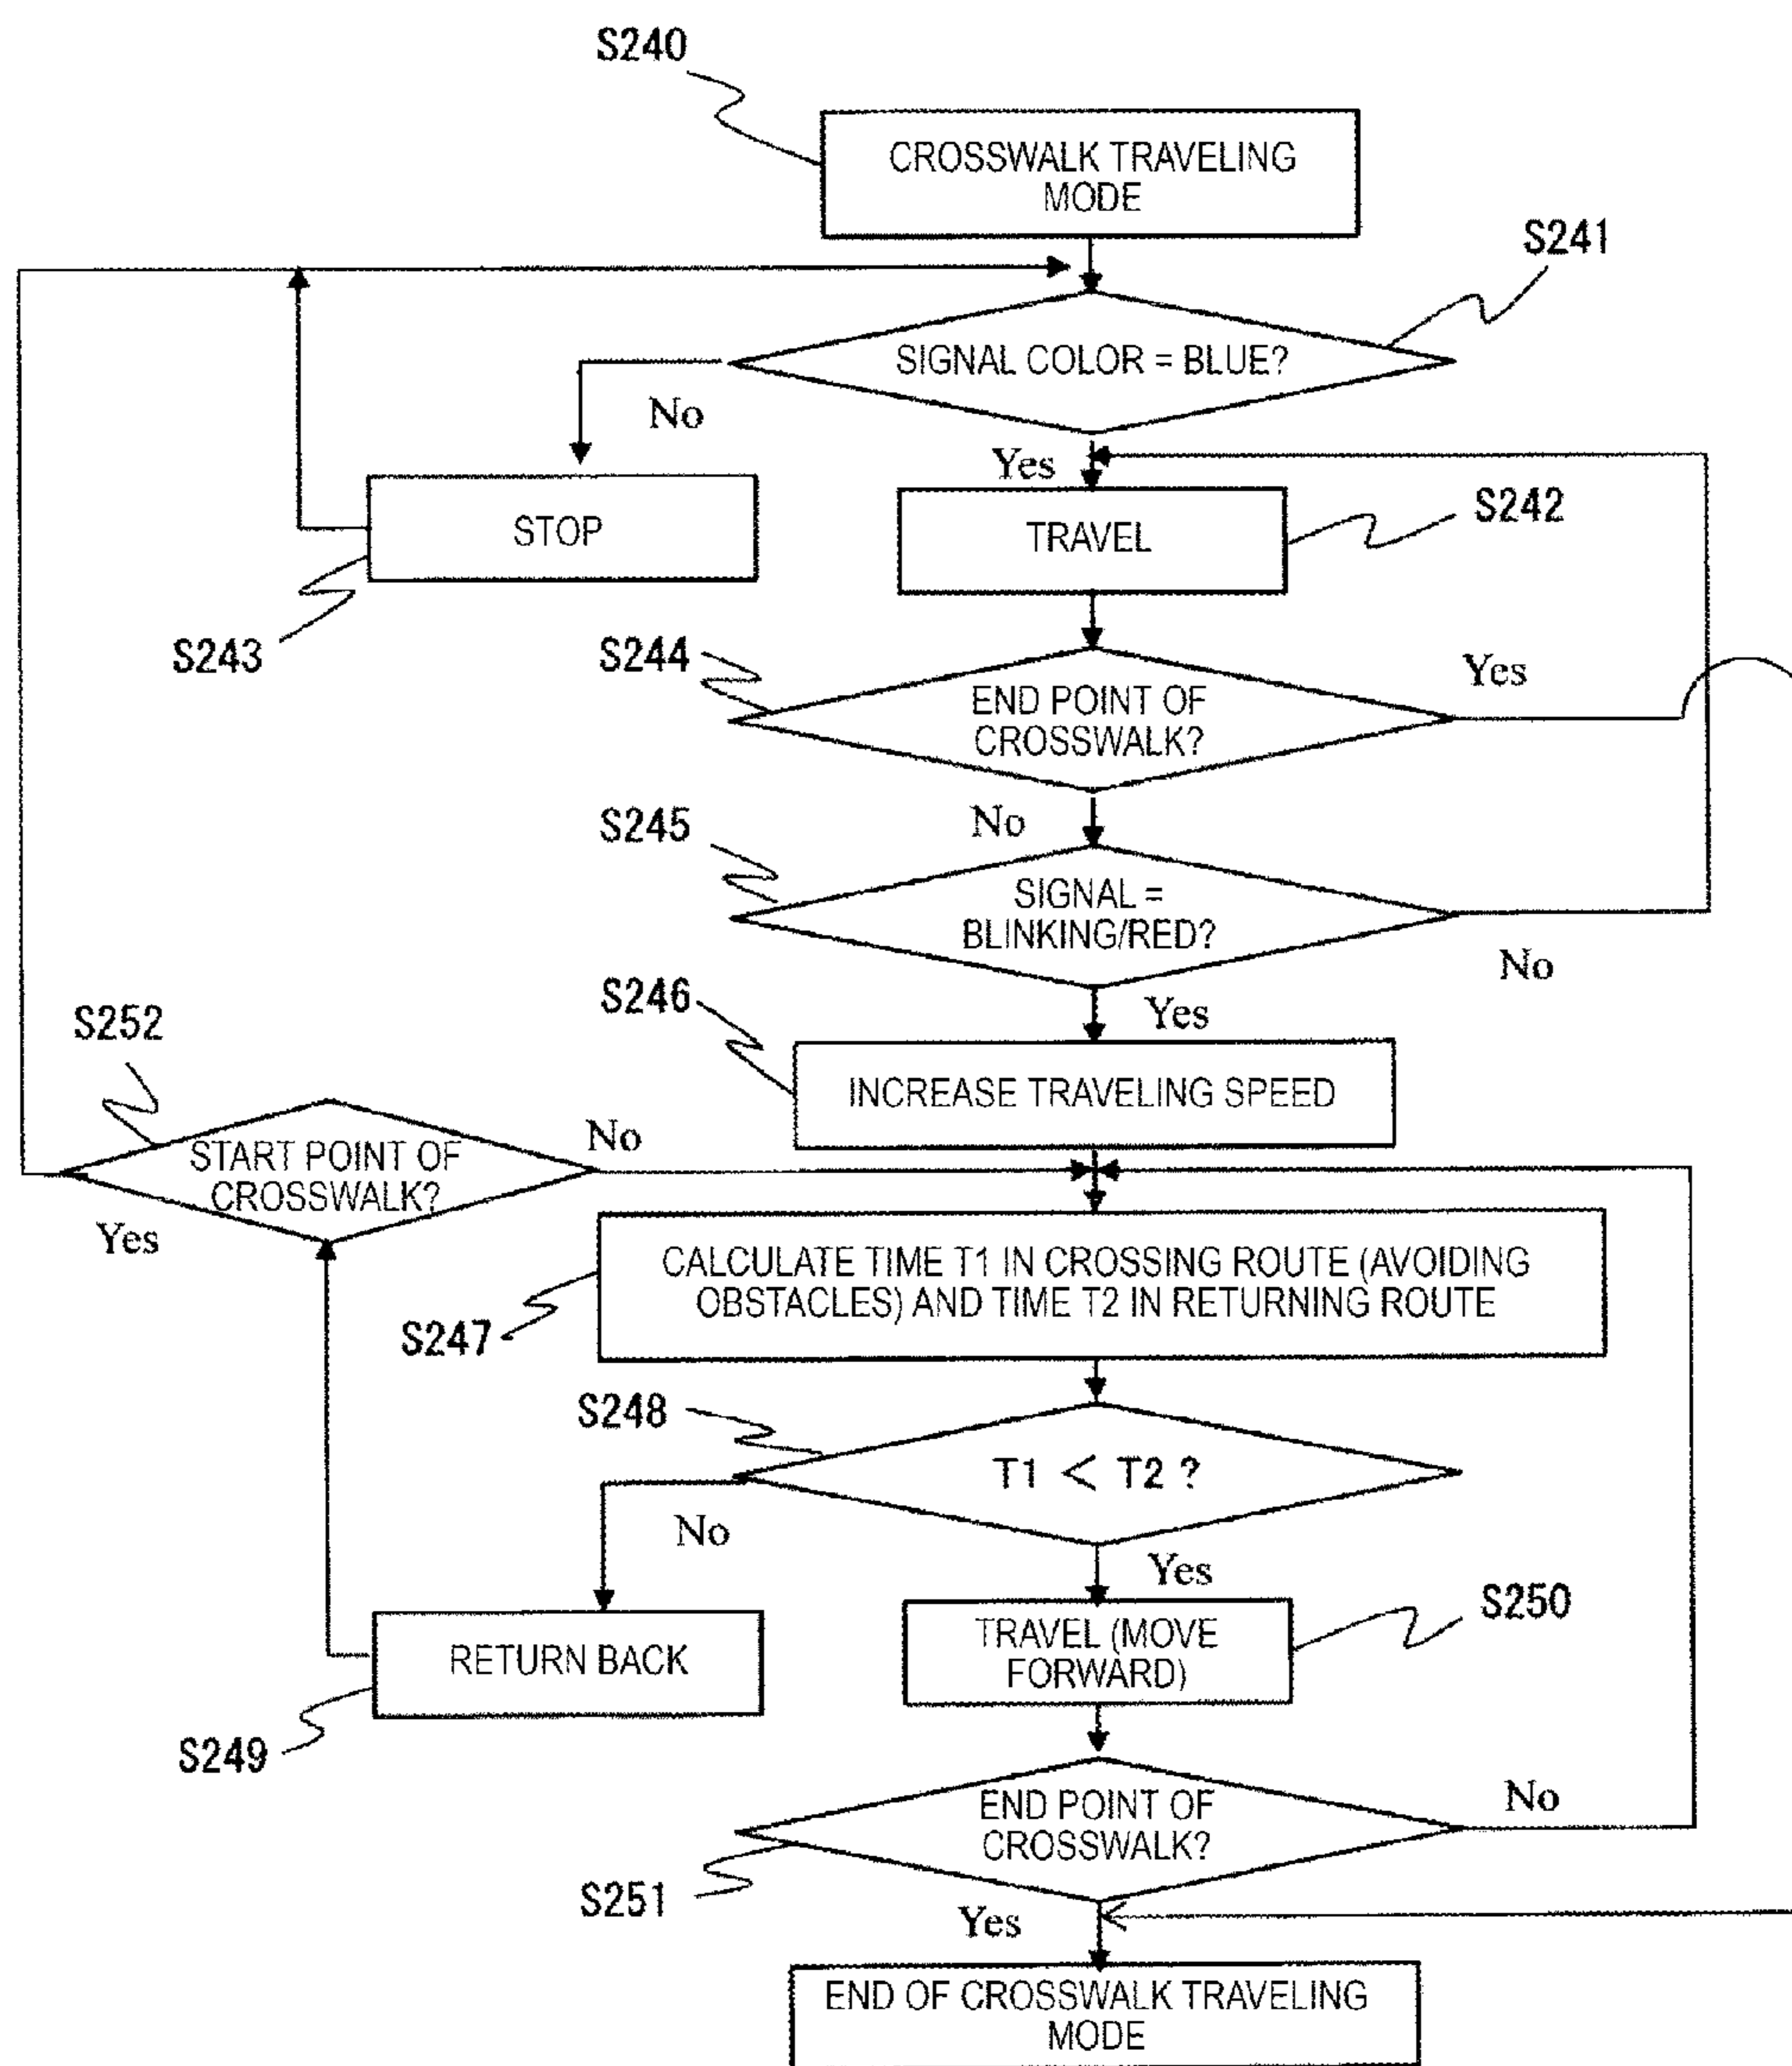 S240
CROSSWALK TRAVELING
MODE
S241
SIGNAL COLOR = BLUE?
No
Yes
STOP
TRAVEL
S242
S243
S244
END POINT OF
CROSSWALK?
Yes
No
S245
SIGNAL =
BLINKING/RED?
No
S246
Yes
INCREASE TRAVELING SPEED
S252
START POINT OF
CROSSWALK?
No
Yes
CALCULATE TIME T1 IN CROSSING ROUTE (AVOIDING
OBSTACLES) AND TIME T2 IN RETURNING ROUTE
S247
S248
T1 < T2 ?
No
Yes
RETURN BACK
TRAVEL (MOVE
FORWARD)
S250
S249
END POINT OF
CROSSWALK?
No
S251
Yes
END OF CROSSWALK TRAVELING
MODE